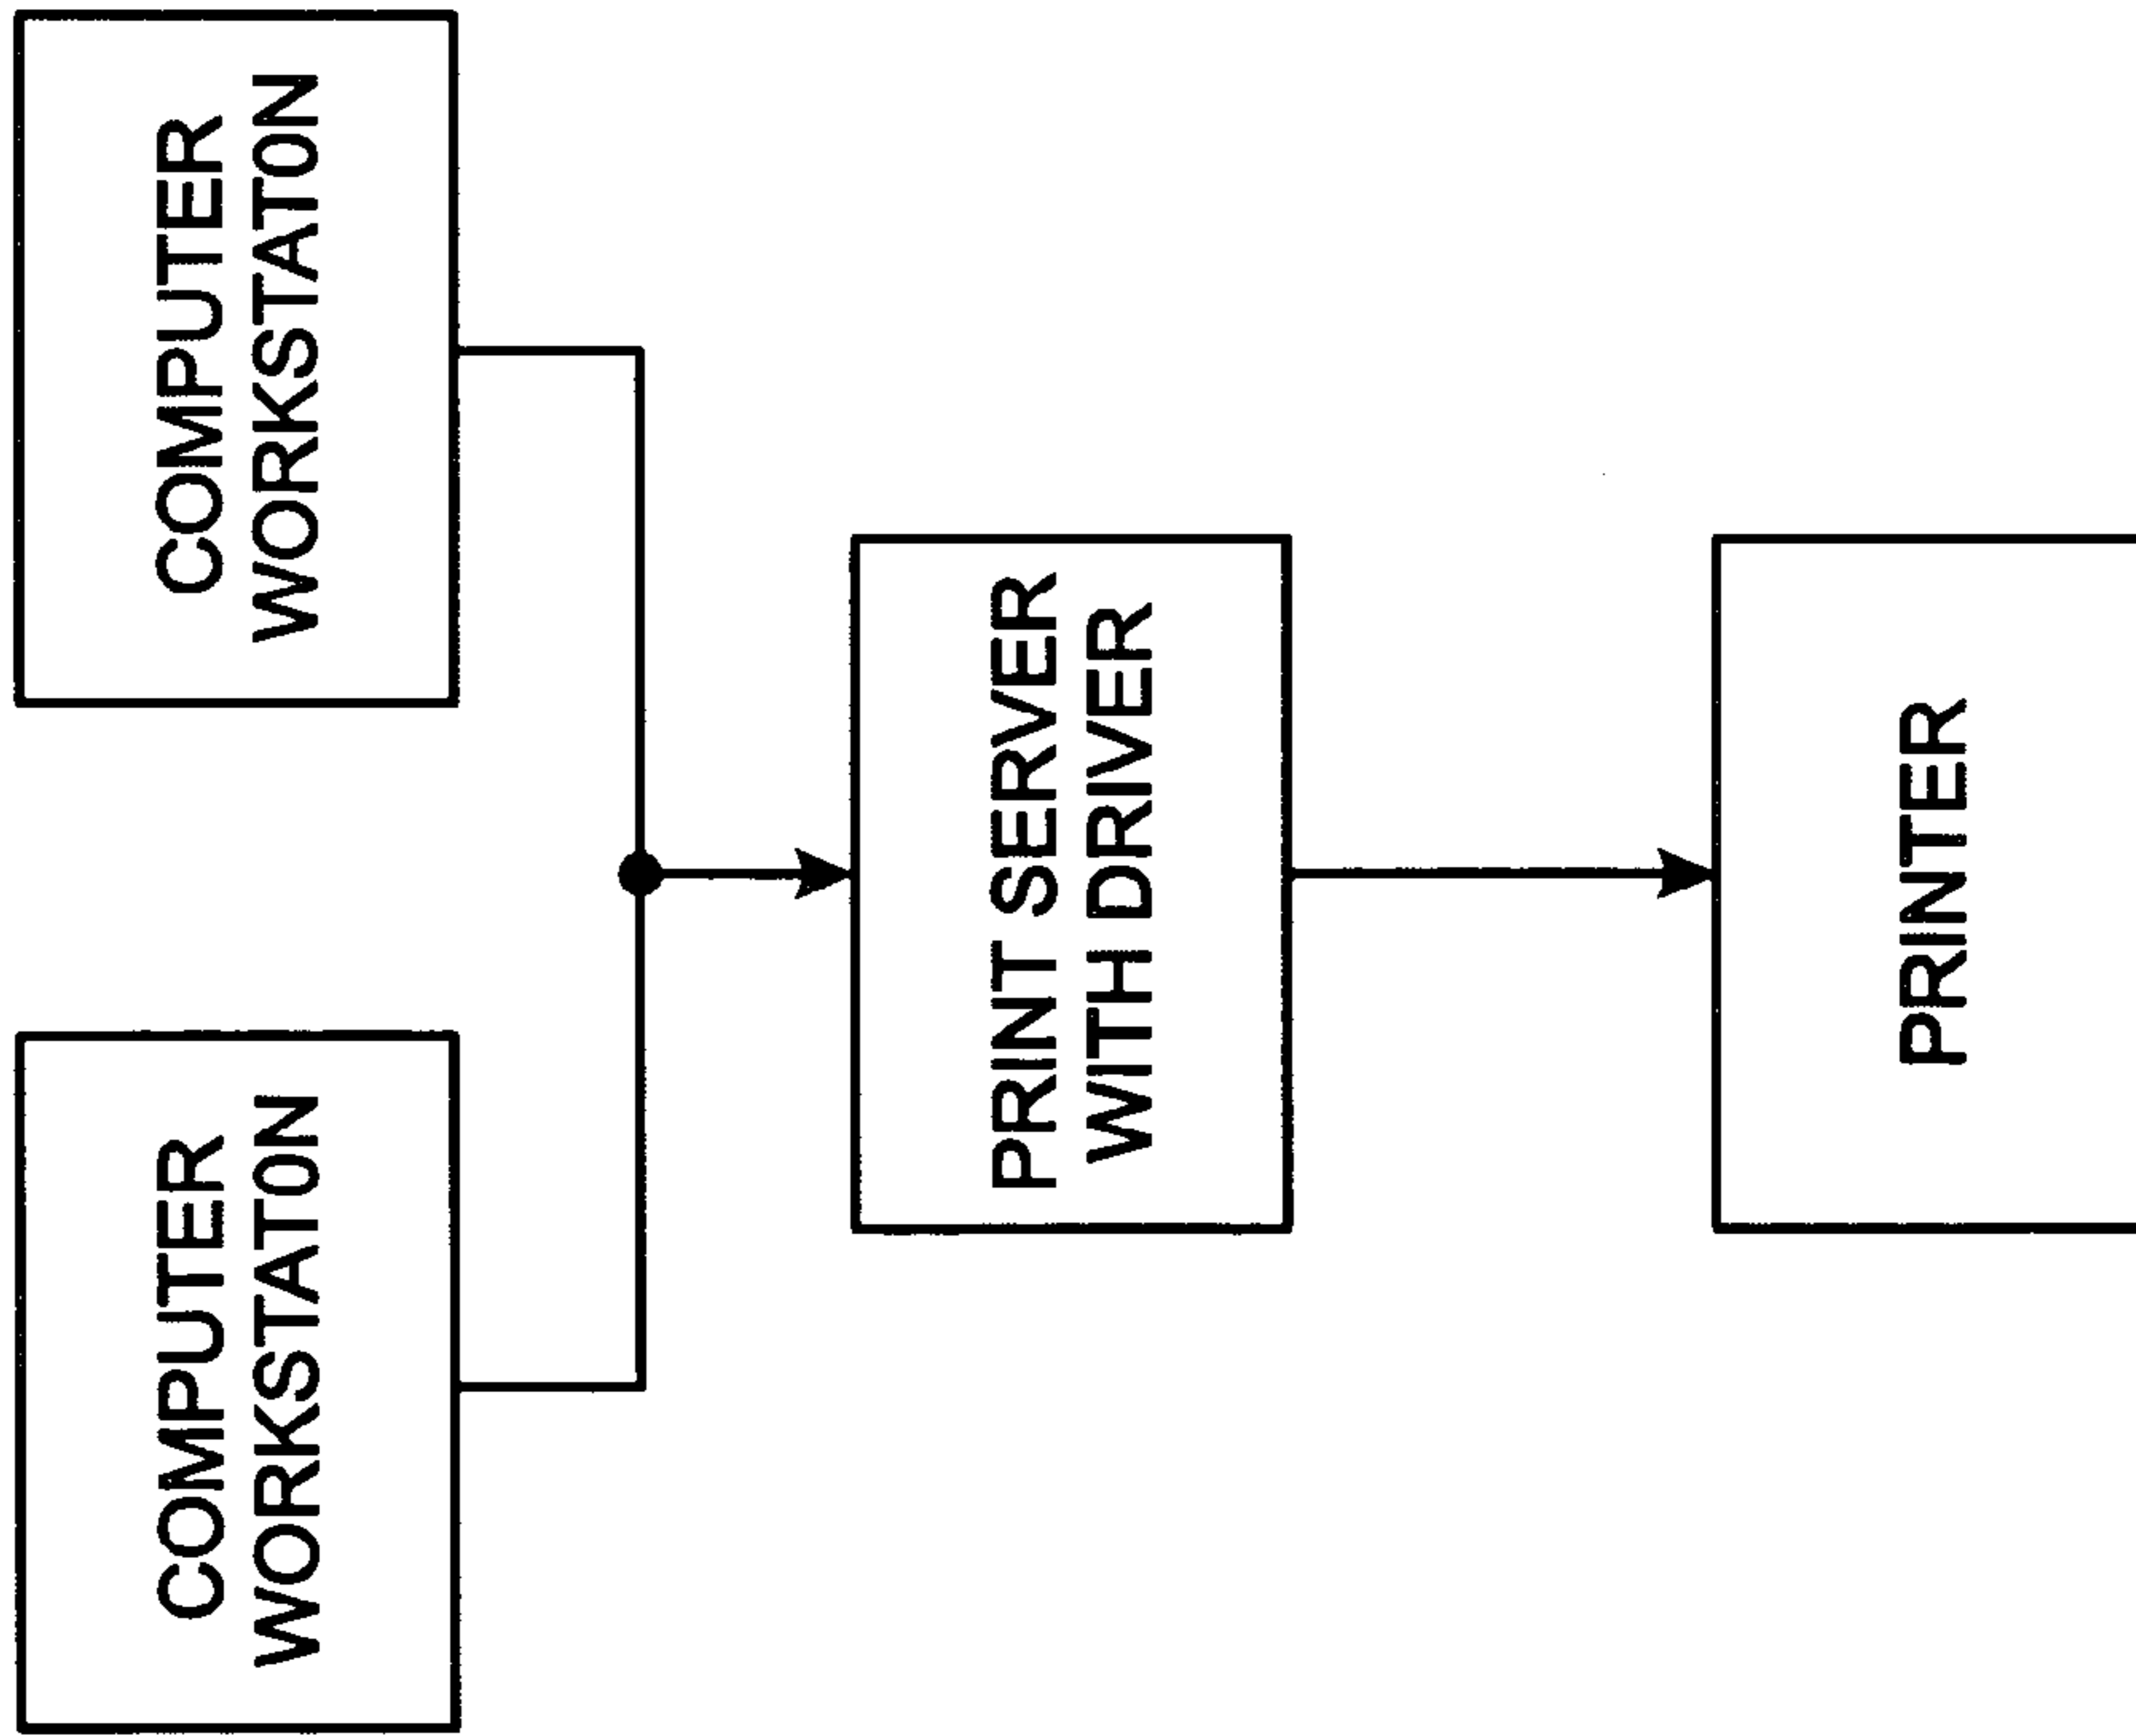 COMPUTER
WORKSTATON
COMPUTER
WORKSTATON
PRINT SERVER
WITH DRIVER
PRINTER